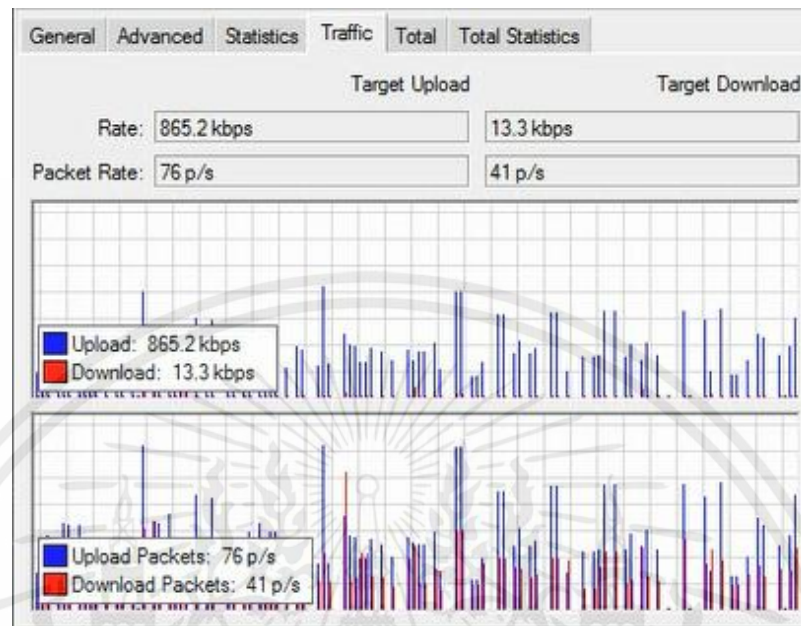 General Advanced Statistics Traffic Total Total Statistics
Target Upload Target Download
Rate: 865.2 kbps 13.3 kbps
Packet Rate: 76 p/s 41 p/s
Upload: 865.2 kbps
Download: 13.3 kbps
Upload Packets: 76 p/s
Download Packets: 41 p/s